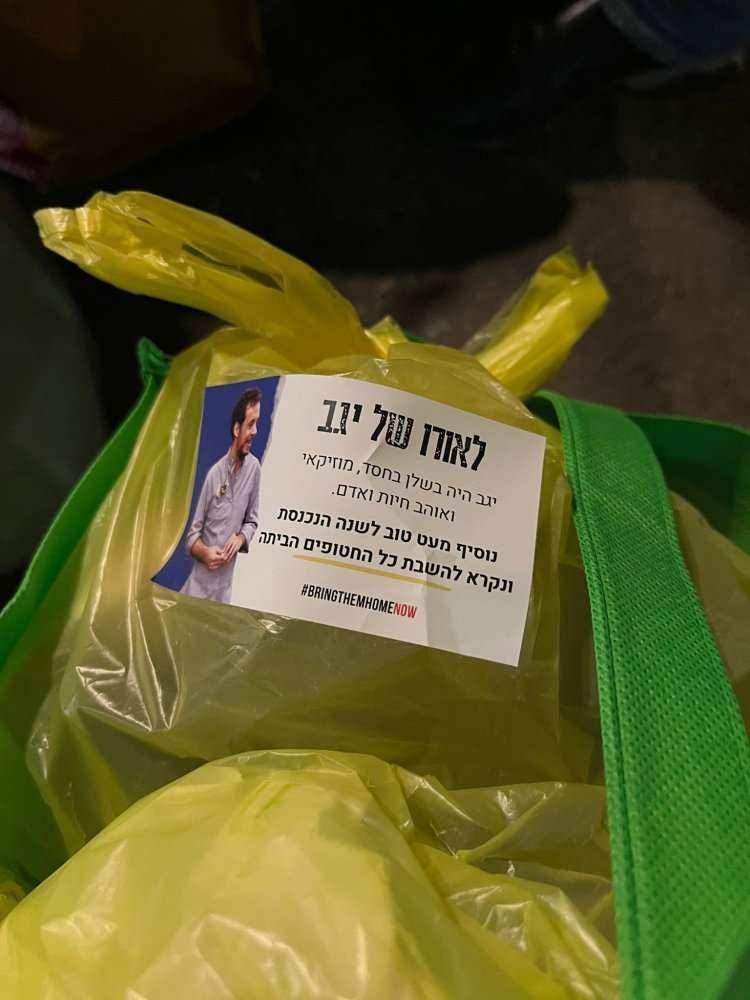 לאורו של יגב
יגב היה בשלן בחסד, מוזיקאי
ואוהב חיות ואדם.
נוסיף מעט טוב לשנה הנכנסת
ונקרא להשבת כל החטופים הביתה
#BRINGTHEMHOMENOW